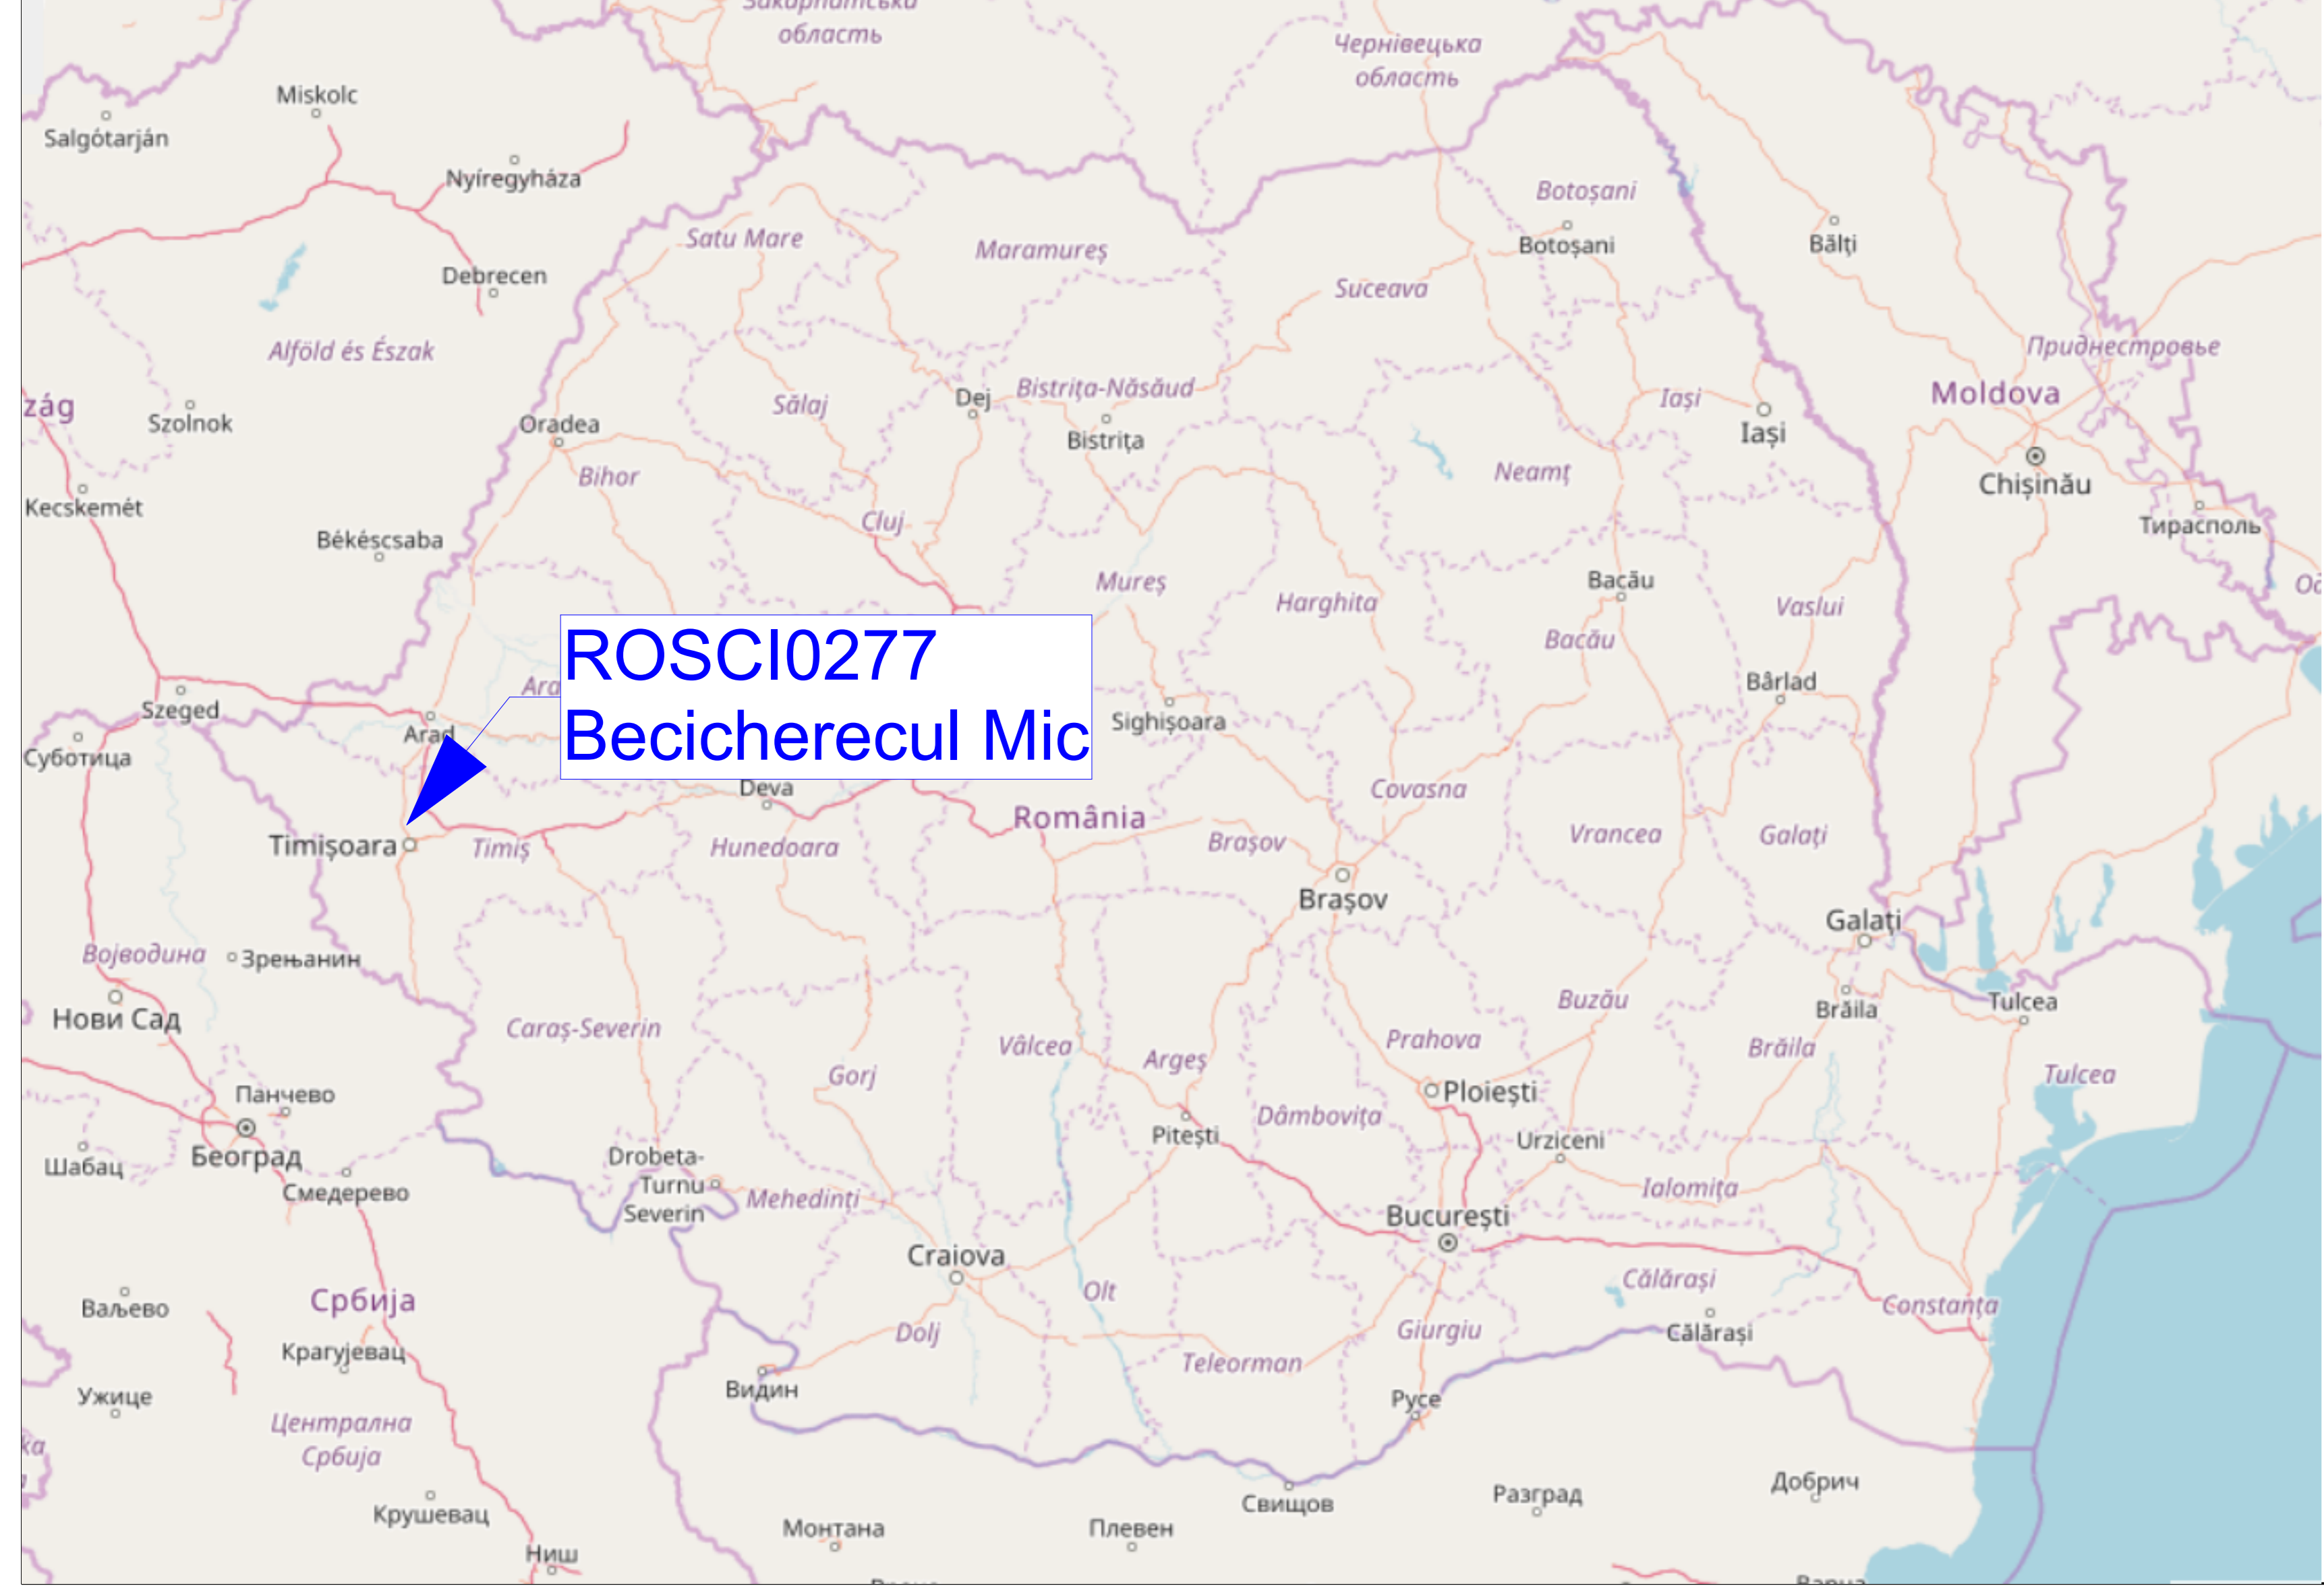 область
Чернівецька
область
Miskolc
Salgótarján
Nyíregyháza
Botoșani
Satu Mare
Maramureș
Botoșani
Bălți
Debrecen
Suceava
Alföld és Észak
Приднестровье
Moldova
Bistrița-Năsăud
Dej
Sălaj
Iași
zág
Szolnok
Oradea
Bistrița
Iași
Bihor
Neamț
Chișinău
Kecskemét
Cluj
Тирасполь
Békéscsaba
Mureș
Bacău
Harghita
Vaslui
Bacău
ROSCI0277
Becicherecul Mic
Ara
Bârlad
Szeged
Sighișoara
Arad
Суботица
Deva
Covasna
România
Timișoara
Timiș
Hunedoara
Brașov
Vrancea
Galați
Brașov
Galați
Војводина
Зрењанин
Buzău
Tulcea
Brăila
Нови Сад
Caraș-Severin
Vâlcea
Prahova
Brăila
Argeș
Gorj
Tulcea
Панчево
Ploiești
Dâmbovița
Pitești
Urziceni
Београд
Шабац
Drobeta-
Turnu
Severin
Смедерево
Mehedinți
Ialomița
București
Craiova
Călărași
Olt
Србија
Ваљево
Constanța
Dolj
Giurgiu
Călărași
Крагујевац
Teleorman
Видин
Ужице
Русе
Централна
Србија
Добрич
Разград
Свищов
Крушевац
Монтана
Плевен
Ниш